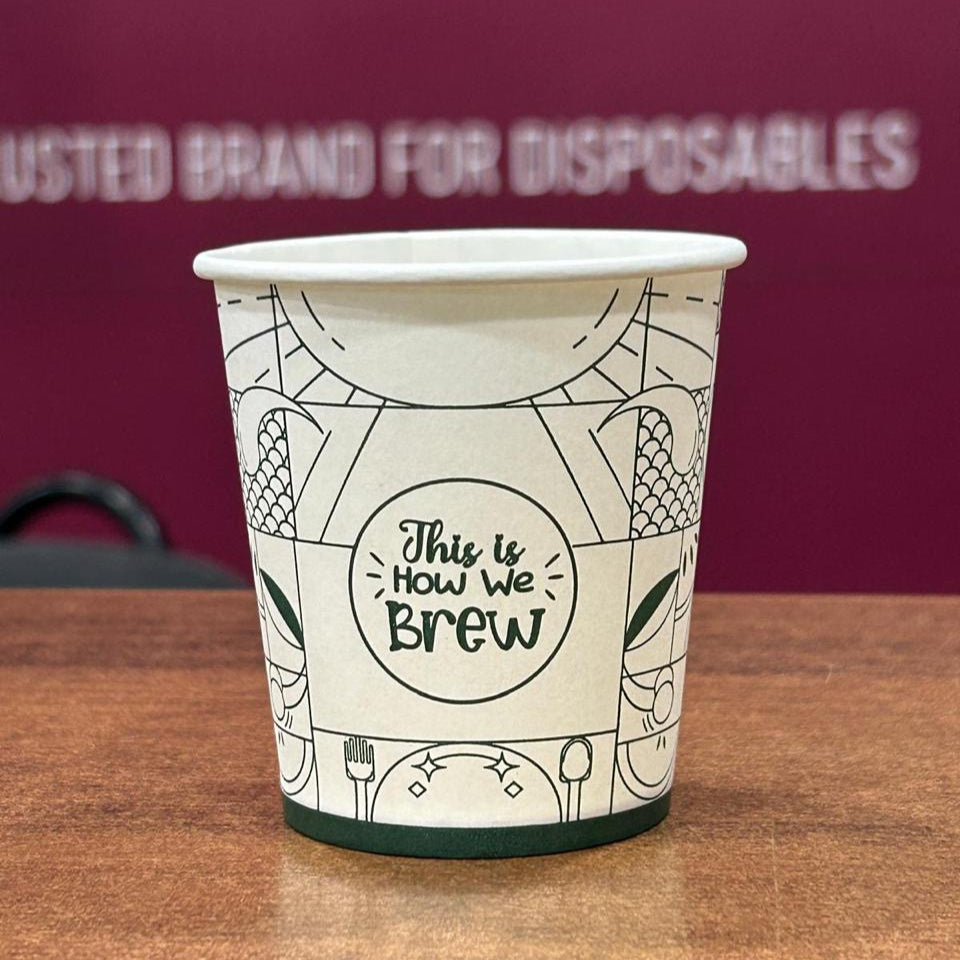 USTED BRAND FOR DISPOSABLES
This is
How We
Brew